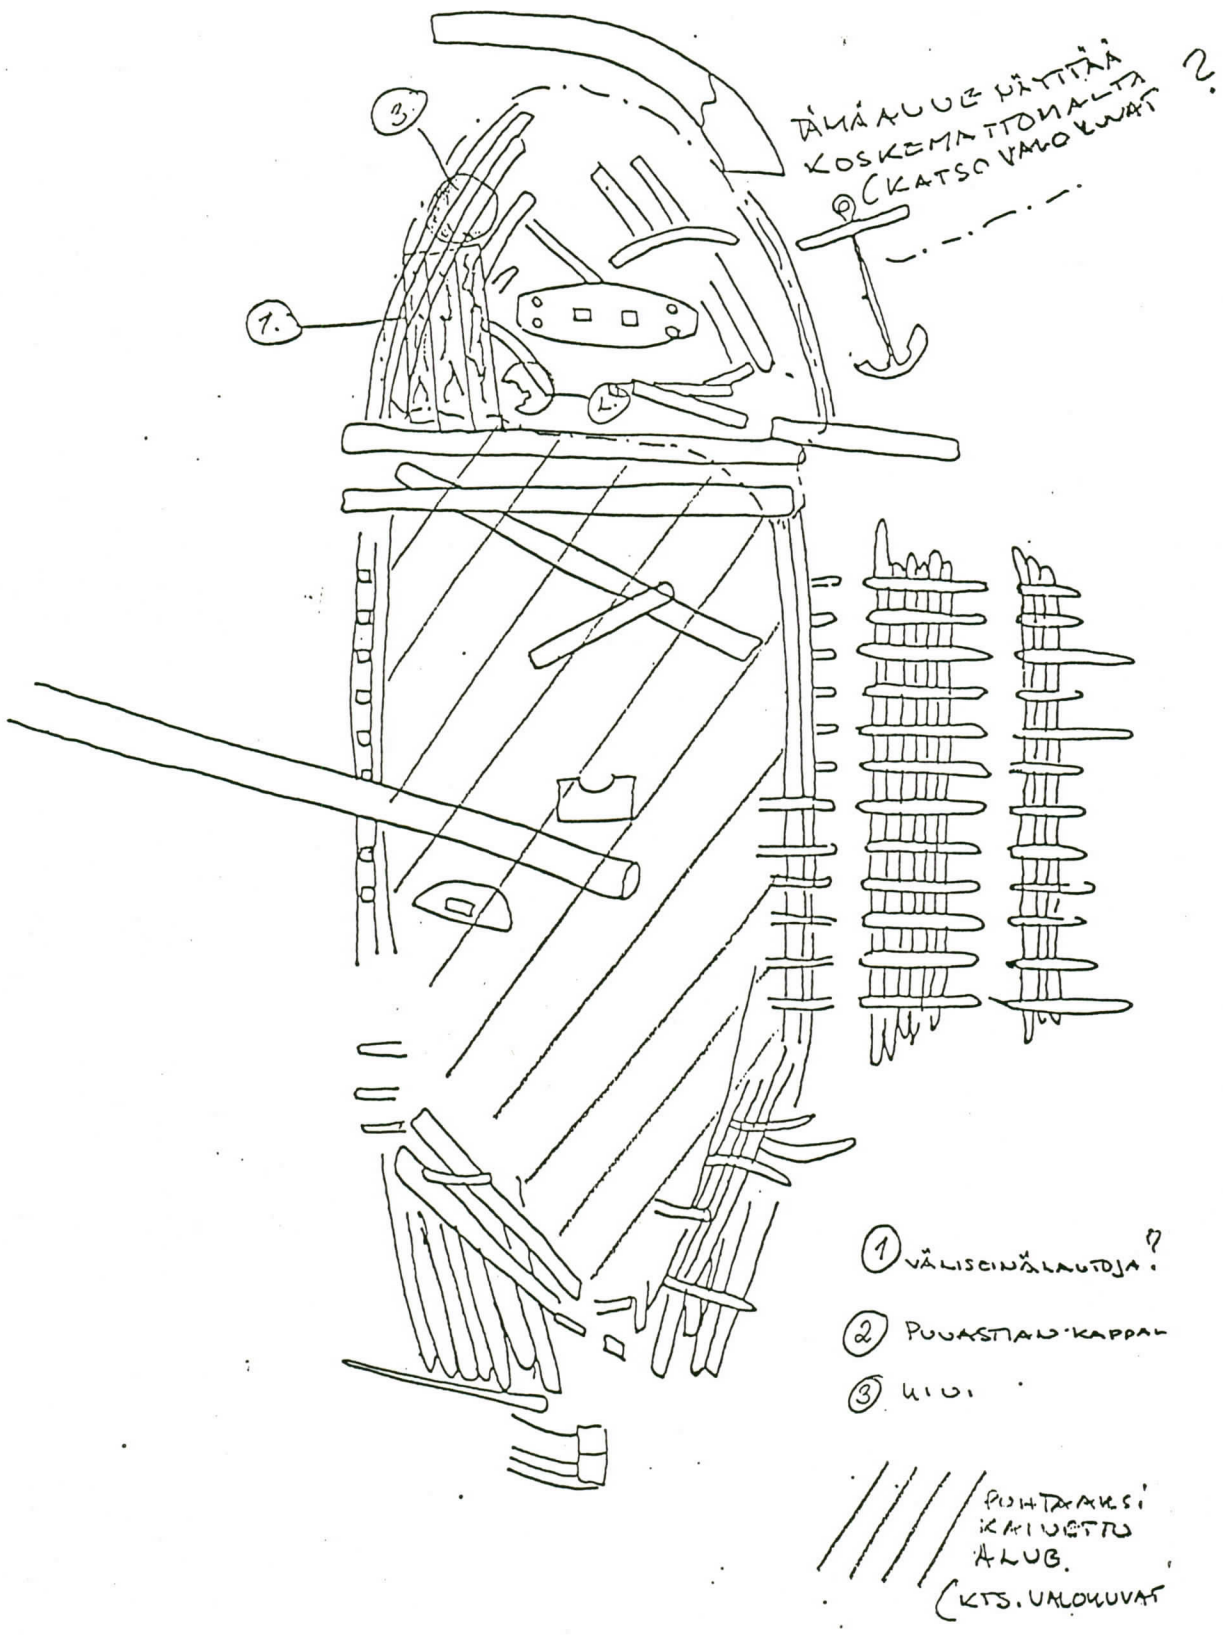 3.
TÄMÄ ALUE NÄYTTÄÄ ?
KOSKEMATTOMALTA
(KATSO VALOKUVAT
1.
2.
① VÄLISEINÄLAUTOJA?
② PUUASTIAN KAPPAL
③ KIVI
PUHTAAKSI
KAIVETTU
ALUE.
(KTS. VALOKUVAT